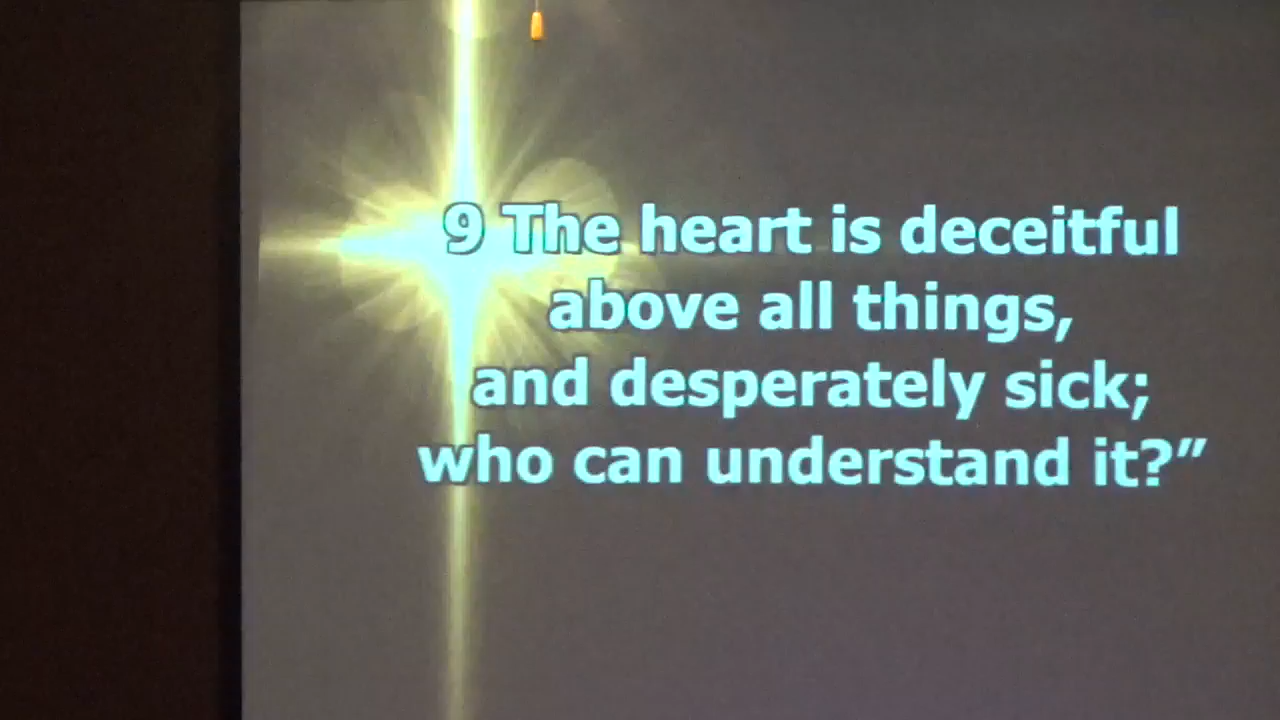 9 The heart is deceitful
above all things,
and desperately sick;
who can understand it?”